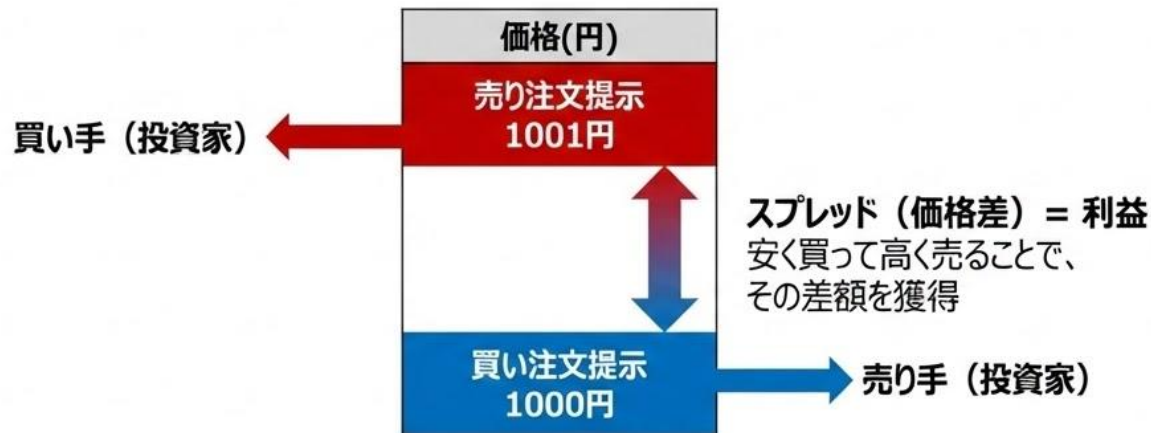 価格(円)
売り注文提示
1001円
買い手（投資家）
スプレッド（価格差）= 利益
安く買って高く売ることで、
その差額を獲得
買い注文提示
1000円
売り手（投資家）